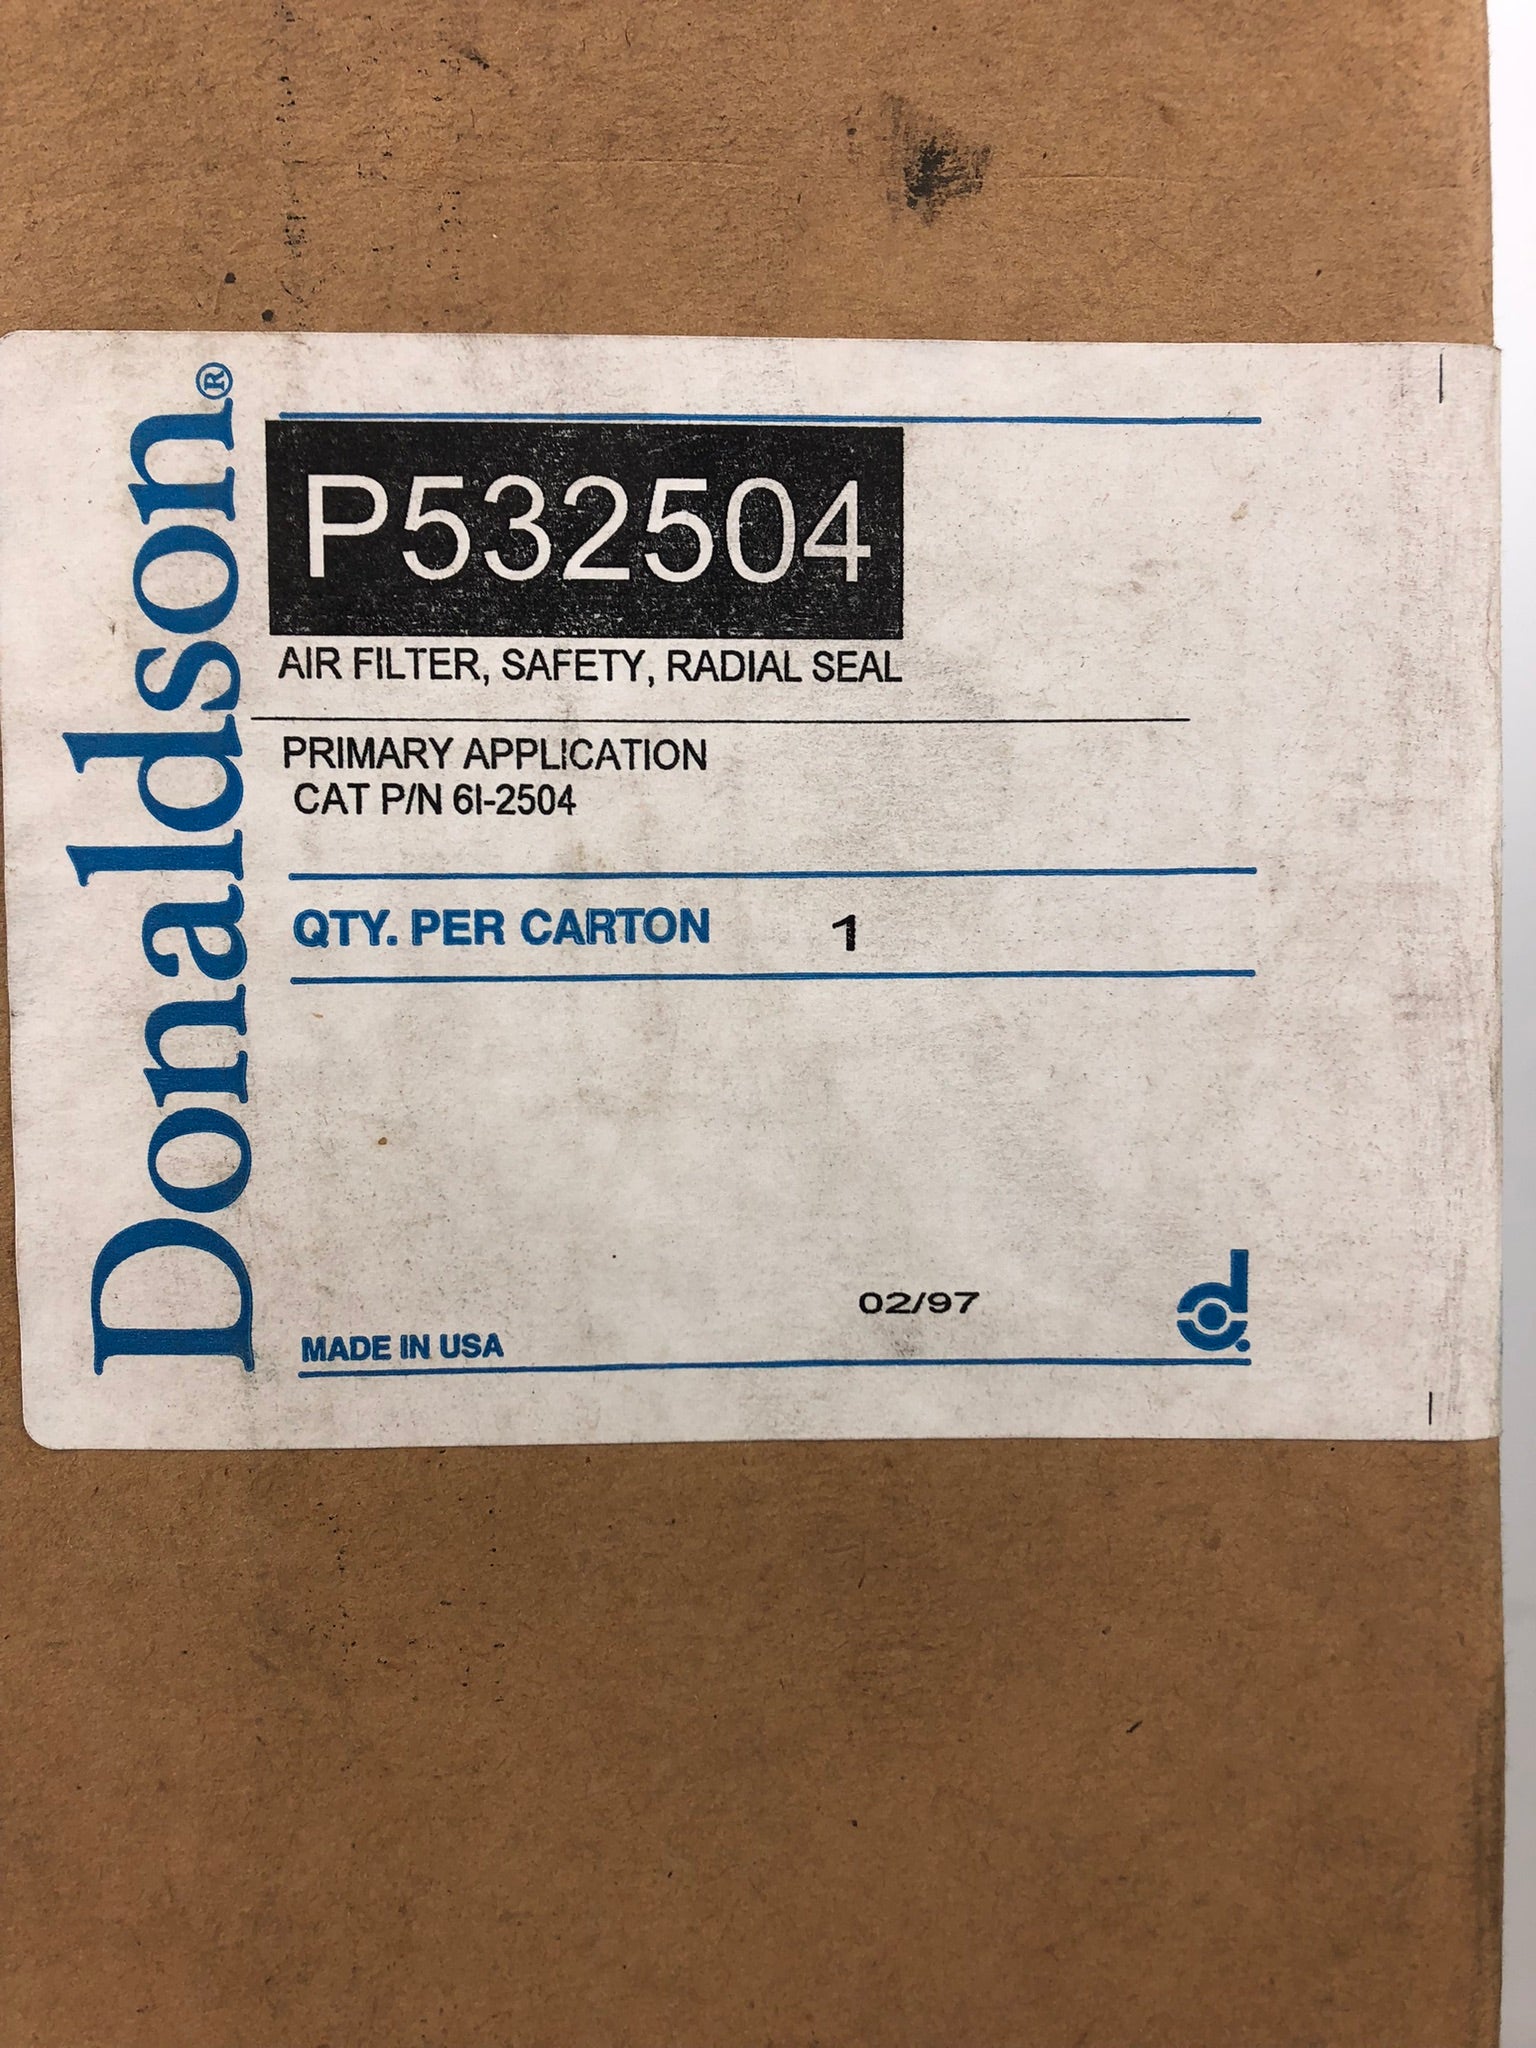 Donaldson®
P532504
AIR FILTER, SAFETY, RADIAL SEAL
PRIMARY APPLICATION
CAT P/N 6I-2504
QTY. PER CARTON 1
02/97
MADE IN USA